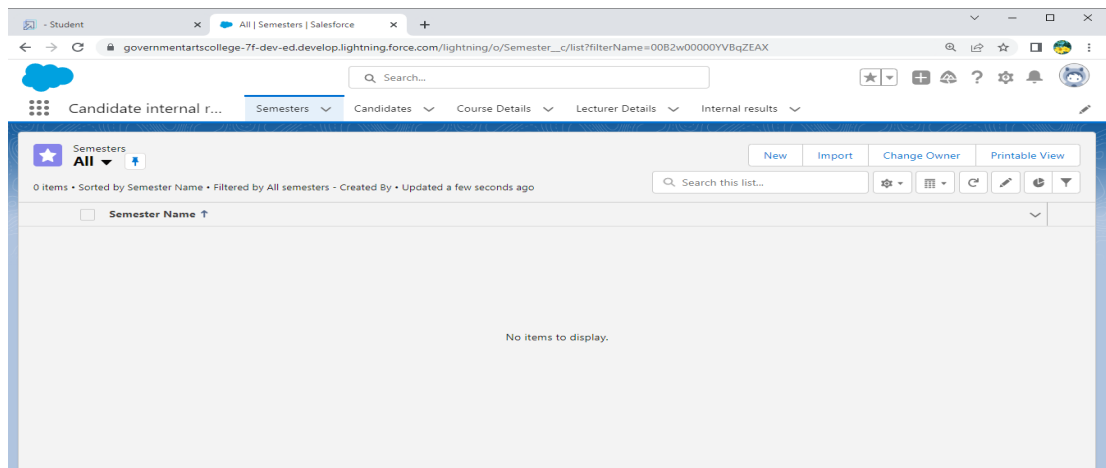 - Student
All | Semesters | Salesforce
governmentartscollege-7f-dev-ed.develop.lightning.force.com/lightning/o/Semester__c/list?filterName=00B2w00000YVBqZEAX
Search...
Candidate internal r...
Semesters
Candidates
Course Details
Lecturer Details
Internal results
Semesters
All
New
Import
Change Owner
Printable View
0 items • Sorted by Semester Name • Filtered by All semesters - Created By • Updated a few seconds ago
Search this list...
Semester Name ↑
No items to display.